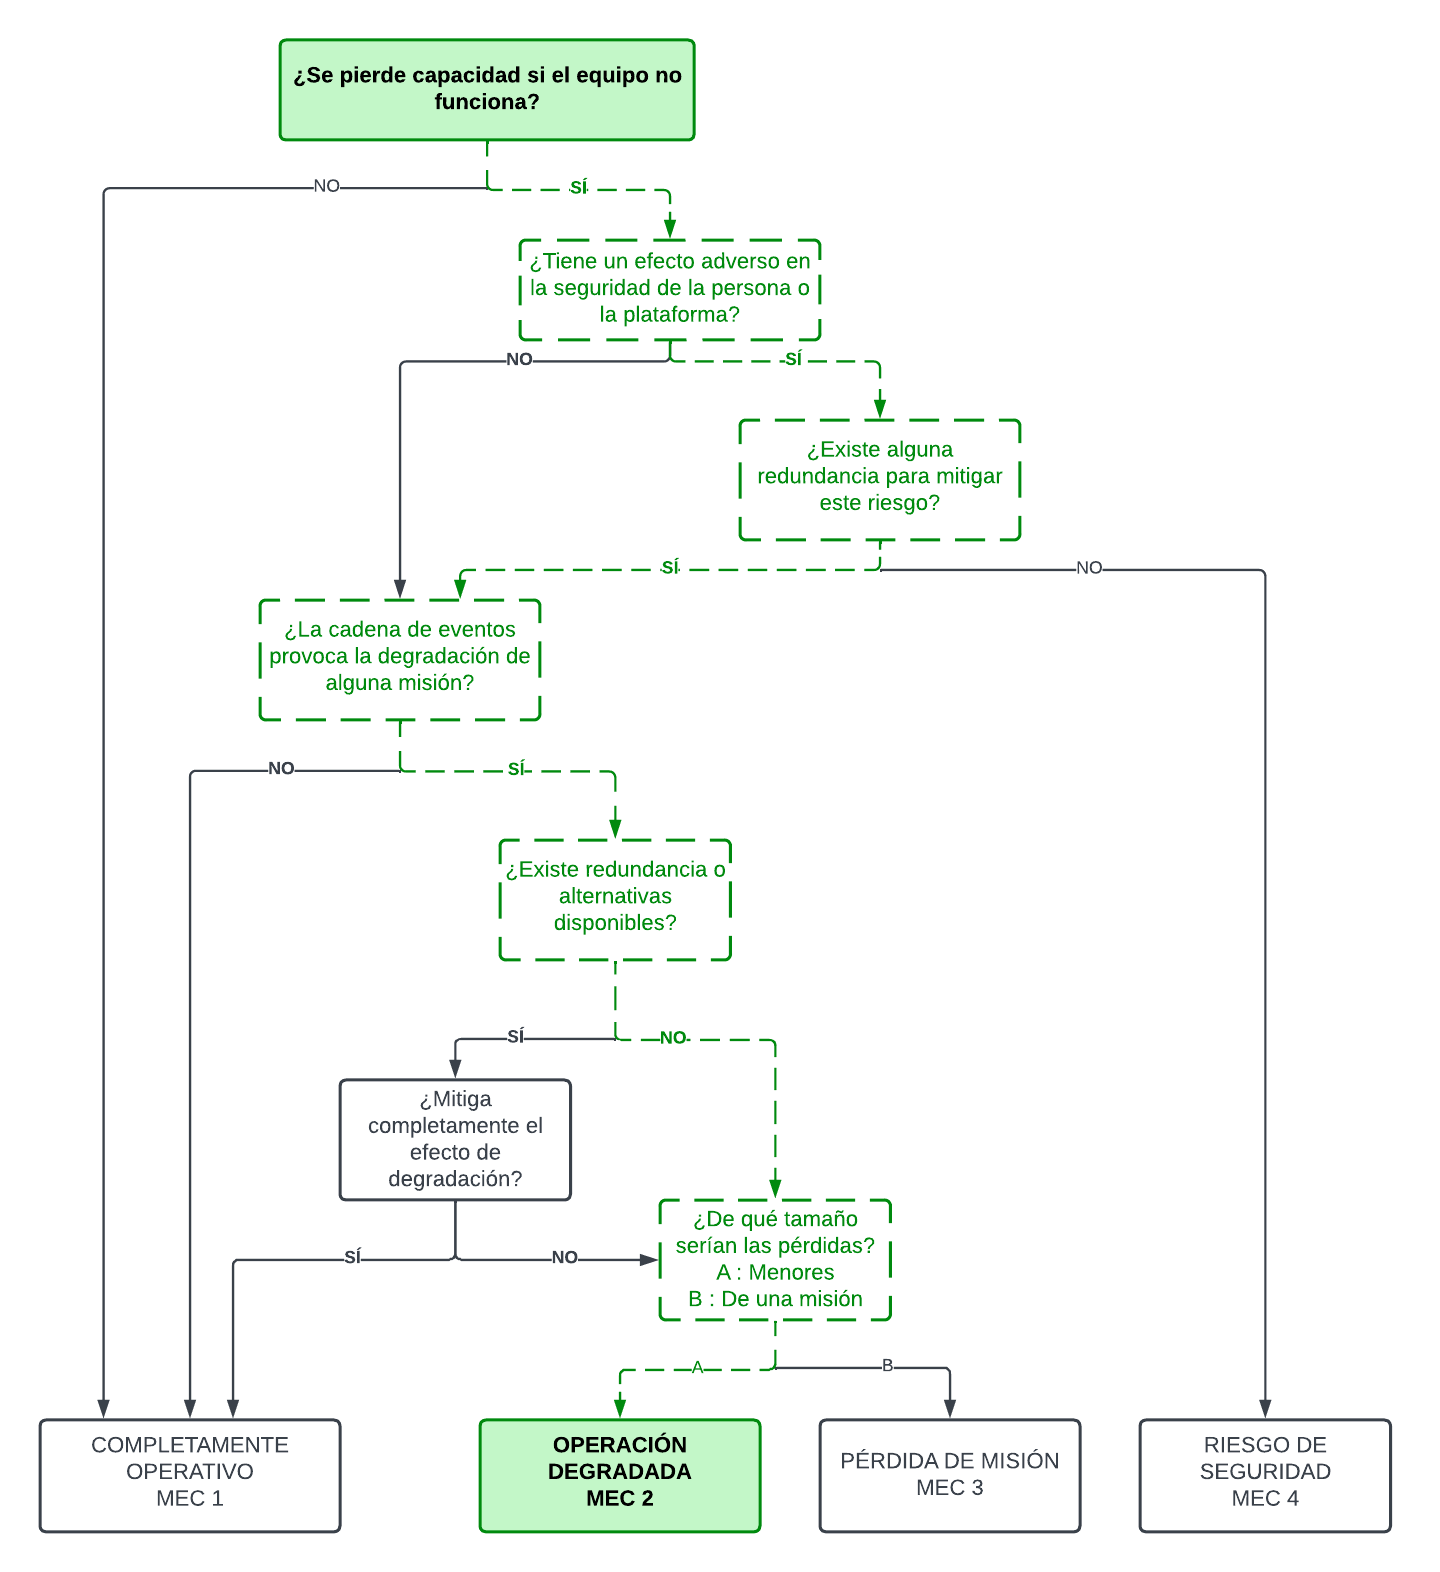 ¿Se pierde capacidad si el equipo no
funciona?
NO
SÍ
¿Tiene un efecto adverso en
la seguridad de la persona o
la plataforma?
NO
SÍ
¿Existe alguna
redundancia para mitigar
este riesgo?
SÍ
NO
¿La cadena de eventos
provoca la degradación de
alguna misión?
NO
SÍ
¿Existe redundancia o
alternativas
disponibles?
SÍ
NO
¿Mitiga
completamente el
efecto de
degradación?
¿De qué tamaño
serían las pérdidas?
A : Menores
B : De una misión
SÍ
NO
A
B
COMPLETAMENTE
OPERATIVO
MEC 1
OPERACIÓN
DEGRADADA
MEC 2
PÉRDIDA DE MISIÓN
MEC 3
RIESGO DE
SEGURIDAD
MEC 4